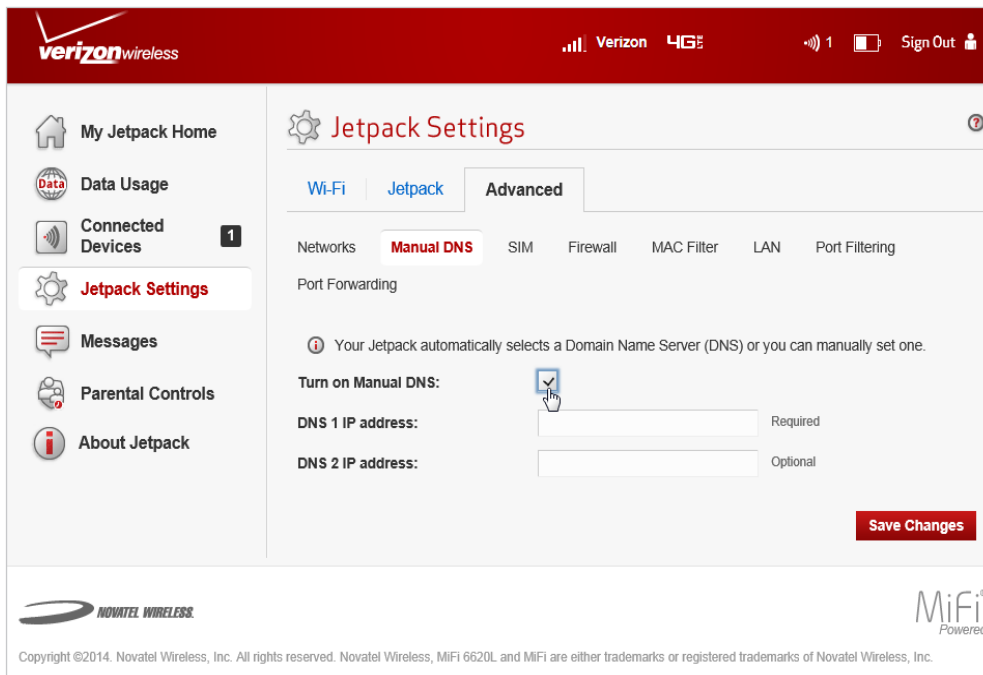 verizonwireless
Verizon 4G LTE 1 Sign Out
My Jetpack Home
Data
Data Usage
Connected
Devices
1
Jetpack Settings
Messages
Parental Controls
About Jetpack
Jetpack Settings
?
Wi-Fi Jetpack Advanced
Networks Manual DNS SIM Firewall MAC Filter LAN Port Filtering
Port Forwarding
Your Jetpack automatically selects a Domain Name Server (DNS) or you can manually set one.
Turn on Manual DNS:
DNS 1 IP address: Required
DNS 2 IP address: Optional
Save Changes
NOVATEL WIRELESS.
MiFi
Powered
Copyright ©2014. Novatel Wireless, Inc. All rights reserved. Novatel Wireless, MiFi 6620L and MiFi are either trademarks or registered trademarks of Novatel Wireless, Inc.